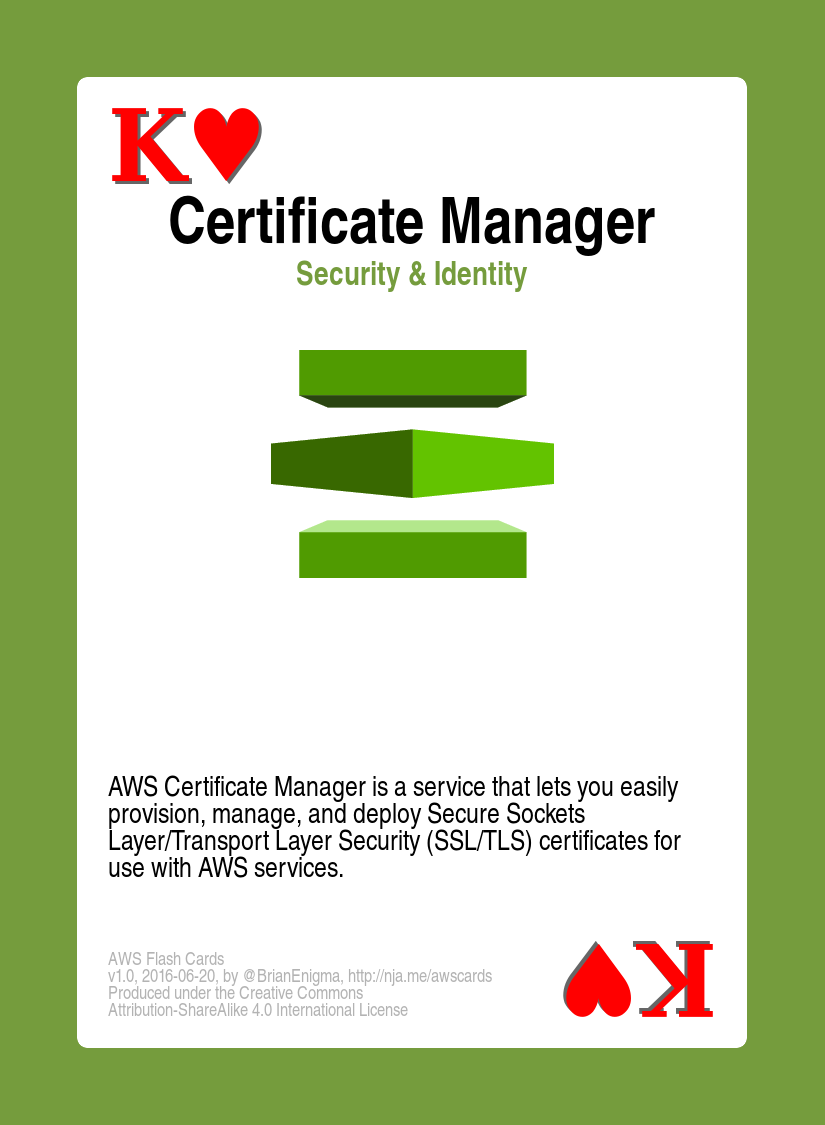 K♥
Certificate Manager
Security & Identity
AWS Certificate Manager is a service that lets you easily
provision, manage, and deploy Secure Sockets
Layer/Transport Layer Security (SSL/TLS) certificates for
use with AWS services.
AWS Flash Cards
v1.0, 2016-06-20, by @BrianEnigma, http://nja.me/awscards
Produced under the Creative Commons
Attribution-ShareAlike 4.0 International License
K♥